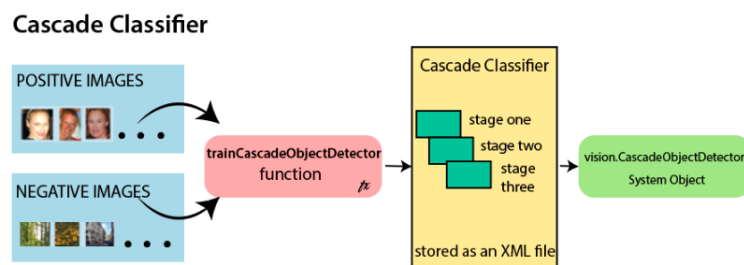 Cascade Classifier
POSITIVE IMAGES
NEGATIVE IMAGES
trainCascadeObjectDetector
function
fx
Cascade Classifier
stage one
stage two
stage
three
stored as an XML file
vision.CascadeObjectDetector
System Object